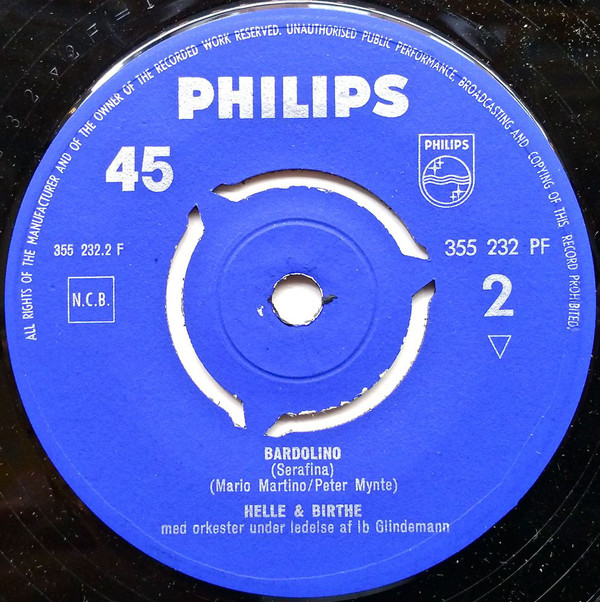 ALL RIGHTS OF THE MANUFACTURER AND OF THE OWNER OF THE RECORDED WORK RESERVED. UNAUTHORISED PUBLIC PERFORMANCE, BROADCASTING AND COPYING OF THIS RECORD PROHIBITED.
PHILIPS
45
PHILIPS
355 232.2 F
355 232 PF
N.C.B.
2
BARDOLINO
(Serafina)
(Mario Martino/Peter Mynte)
HELLE & BIRTHE
med orkester under ledelse af Ib Glindemann